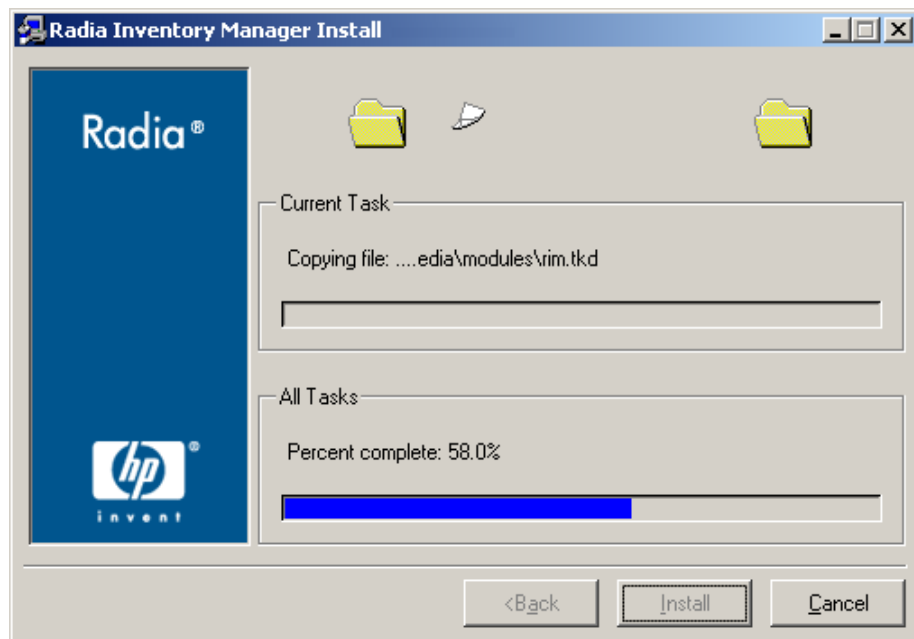 Radia Inventory Manager Install
Radia®
Current Task
Copying file: ....edia\modules\rim.tkd
All Tasks
Percent complete: 58.0%
hp®
invent
<Back
Install
Cancel